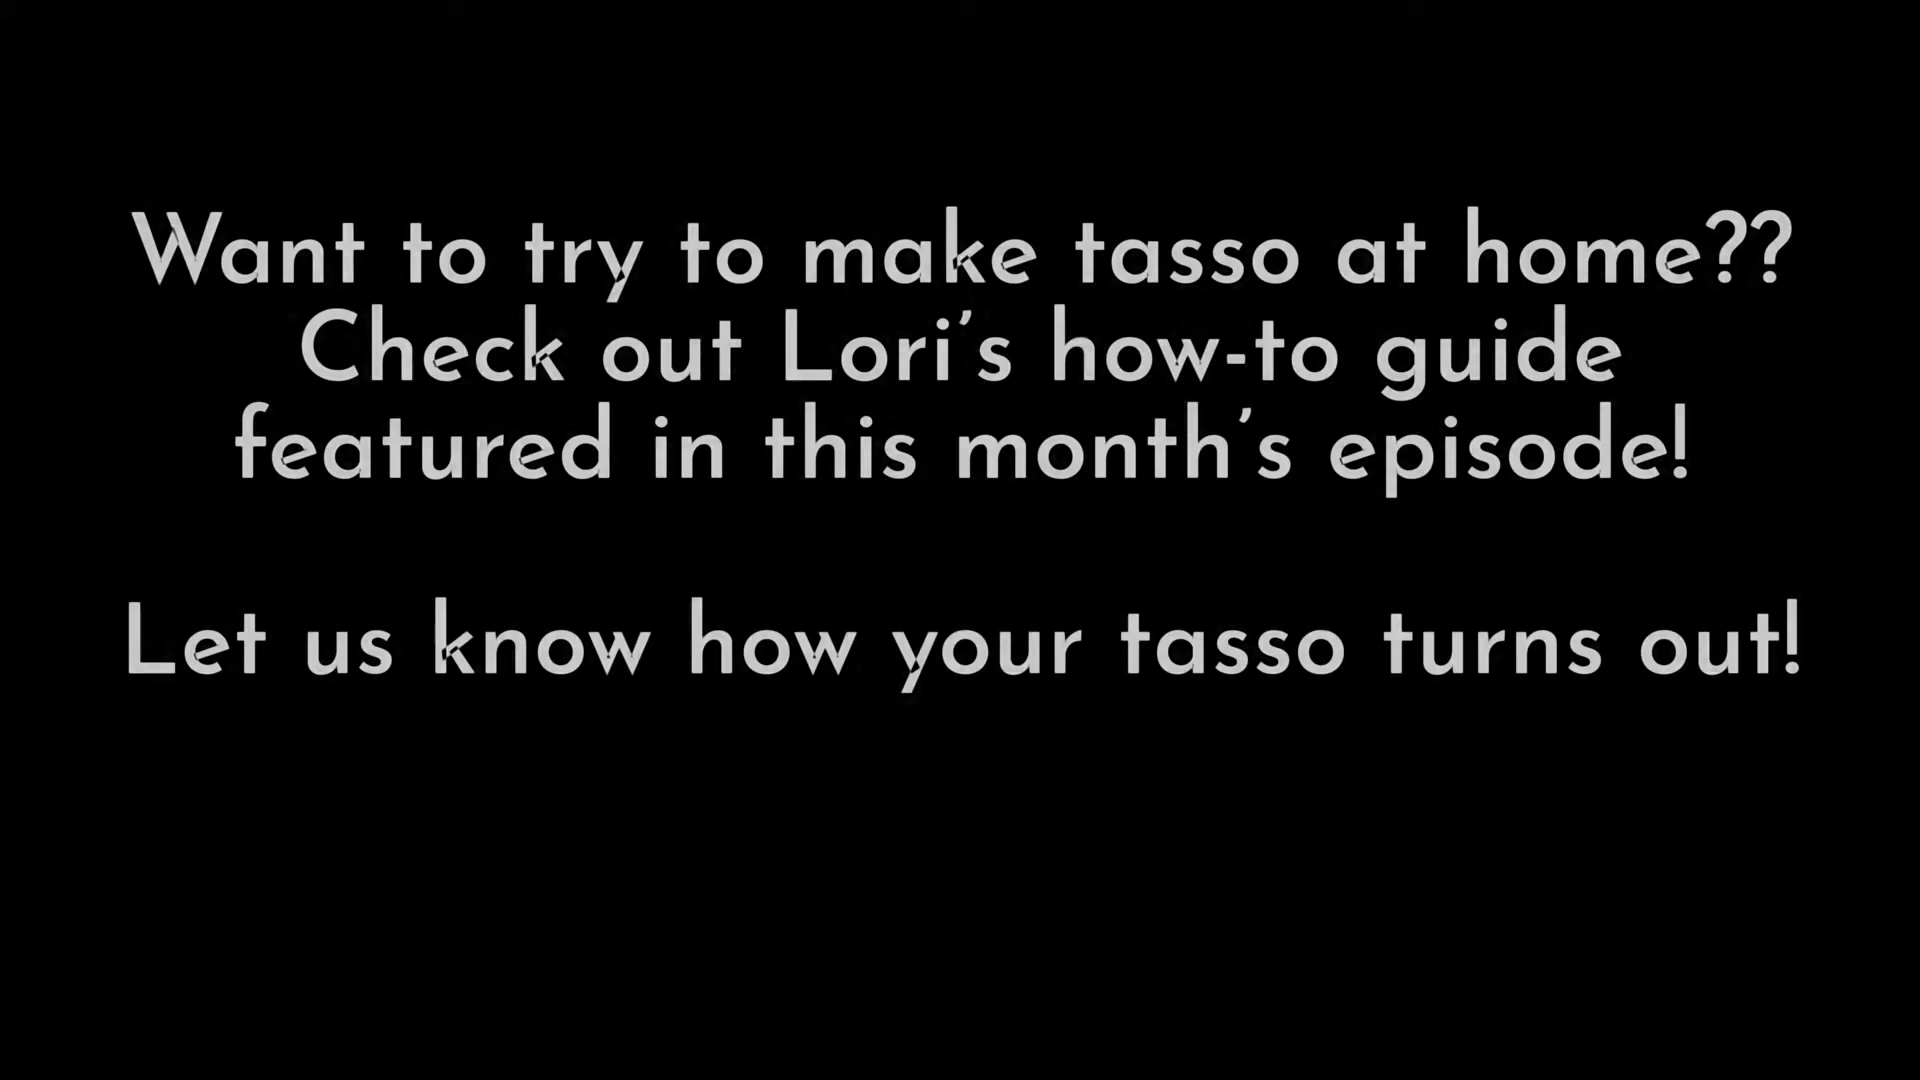 Want to try to make tasso at home??
Check out Lori’s how-to guide
featured in this month’s episode!
Let us know how your tasso turns out!